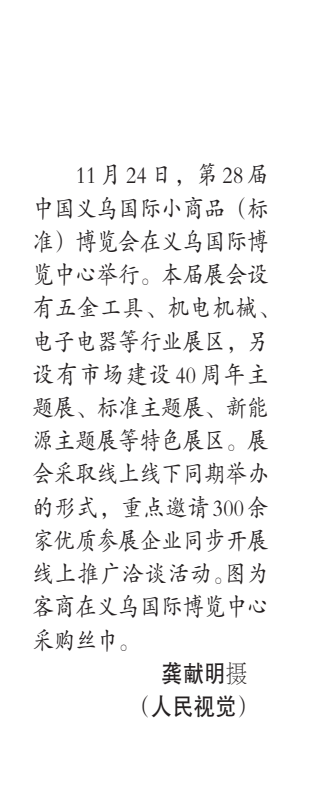 11月24日，第28届
中国义乌国际小商品（标
准）博览会在义乌国际博
览中心举行。本届展会设
有五金工具、机电机械、
电子电器等行业展区，另
设有市场建设40周年主
题展、标准主题展、新能
源主题展等特色展区。展
会采取线上线下同期举办
的形式，重点邀请300余
家优质参展企业同步开展
线上推广洽谈活动。图为
客商在义乌国际博览中心
采购丝巾。
龚献明摄
（人民视觉）